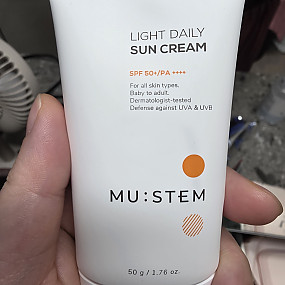 LIGHT DAILY
SUN CREAM
SPF 50+/PA ++++
For all skin types.
Baby to adult.
Dermatologist-tested
Defense against UVA & UVB
MU:STEM
50 g / 1.76 oz.